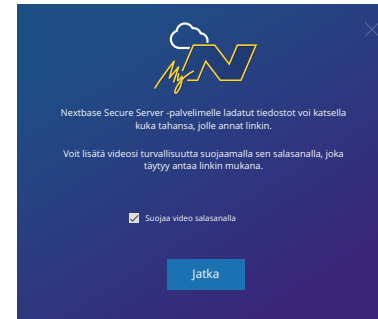 My N
Nextbase Secure Server -palvelimelle ladatut tiedostot voi katsella
kuka tahansa, jolle annat linkin.
Voit lisätä videosi turvallisuutta suojaamalla sen salasanalla, joka
täytyy antaa linkin mukana.
Suojaa video salasanalla
Jatka